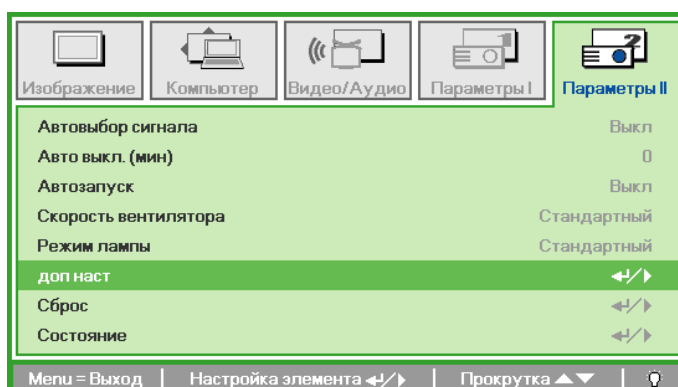 Изображение Компьютер Видео/Аудио Параметры I Параметры II
Автовыбор сигнала Выкл
Авто выкл. (мин) 0
Автозапуск Выкл
Скорость вентилятора Стандартный
Режим лампы Стандартный
доп наст
Сброс
Состояние
Menu = Выход | Настройка элемента | Прокрутка |